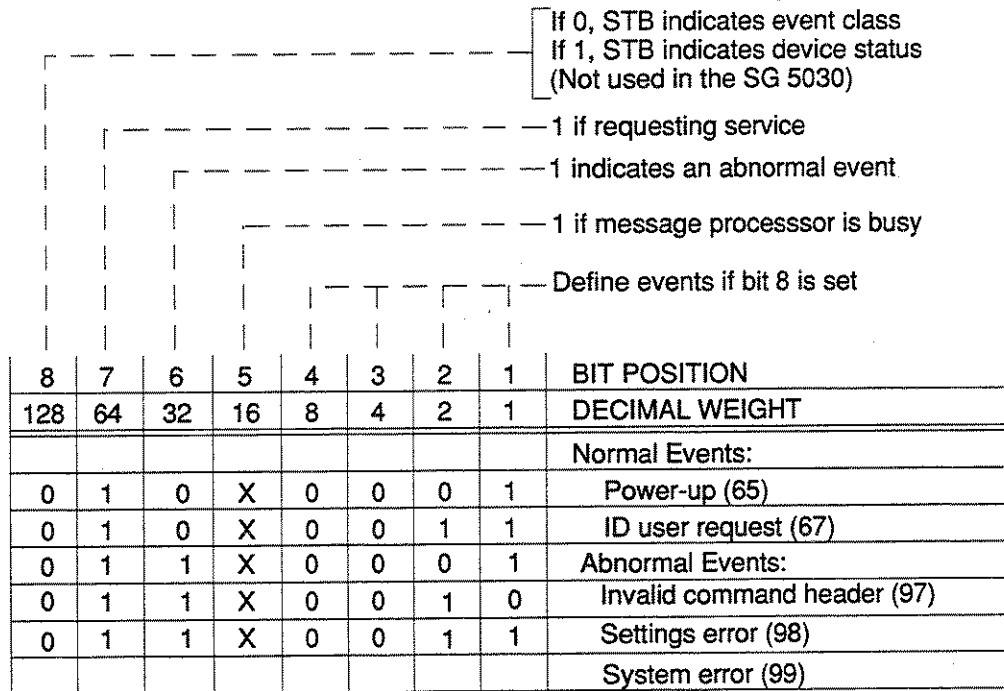 If 0, STB indicates event class
If 1, STB indicates device status
(Not used in the SG 5030)
1 if requesting service
1 indicates an abnormal event
1 if message processsor is busy
Define events if bit 8 is set
8 7 6 5 4 3 2 1 BIT POSITION
128 64 32 16 8 4 2 1 DECIMAL WEIGHT
Normal Events:
0 1 0 X 0 0 0 1 Power-up (65)
0 1 0 X 0 0 1 1 ID user request (67)
0 1 1 X 0 0 0 1 Abnormal Events:
0 1 1 X 0 0 1 0 Invalid command header (97)
0 1 1 X 0 0 1 1 Settings error (98)
System error (99)